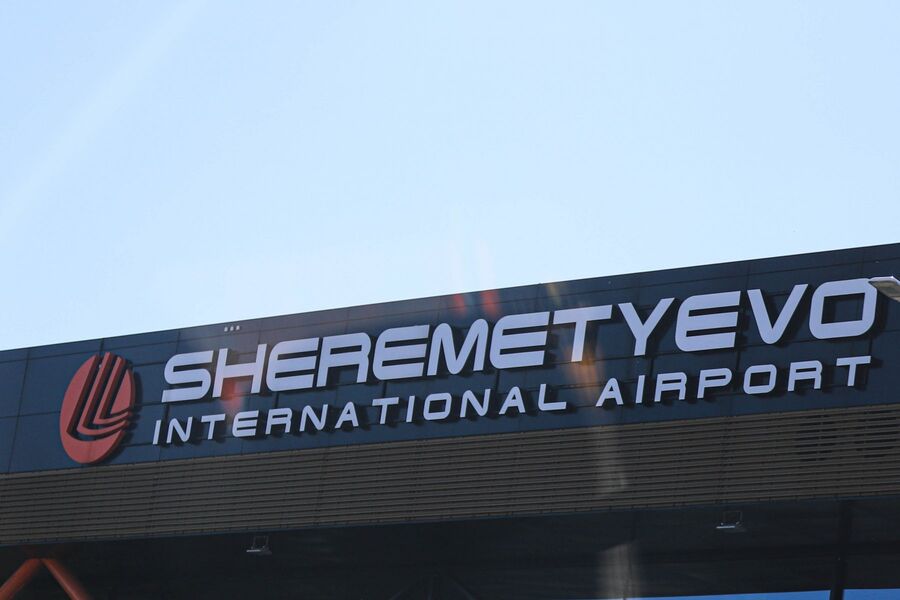 SHEREMETYEVO
INTERNATIONAL AIRPORT